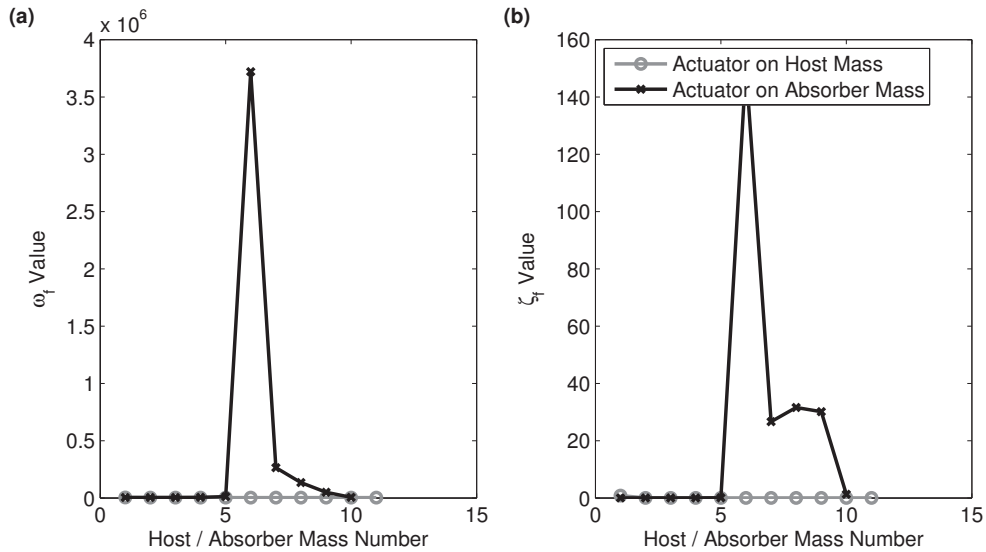 (a)
x 10^6
4
3.5
3
2.5
2
1.5
1
0.5
0
0
5
10
15
ω_f Value
Host / Absorber Mass Number
(b)
160
140
120
100
80
60
40
20
0
0
5
10
15
ζ_f Value
Host / Absorber Mass Number
Actuator on Host Mass
Actuator on Absorber Mass